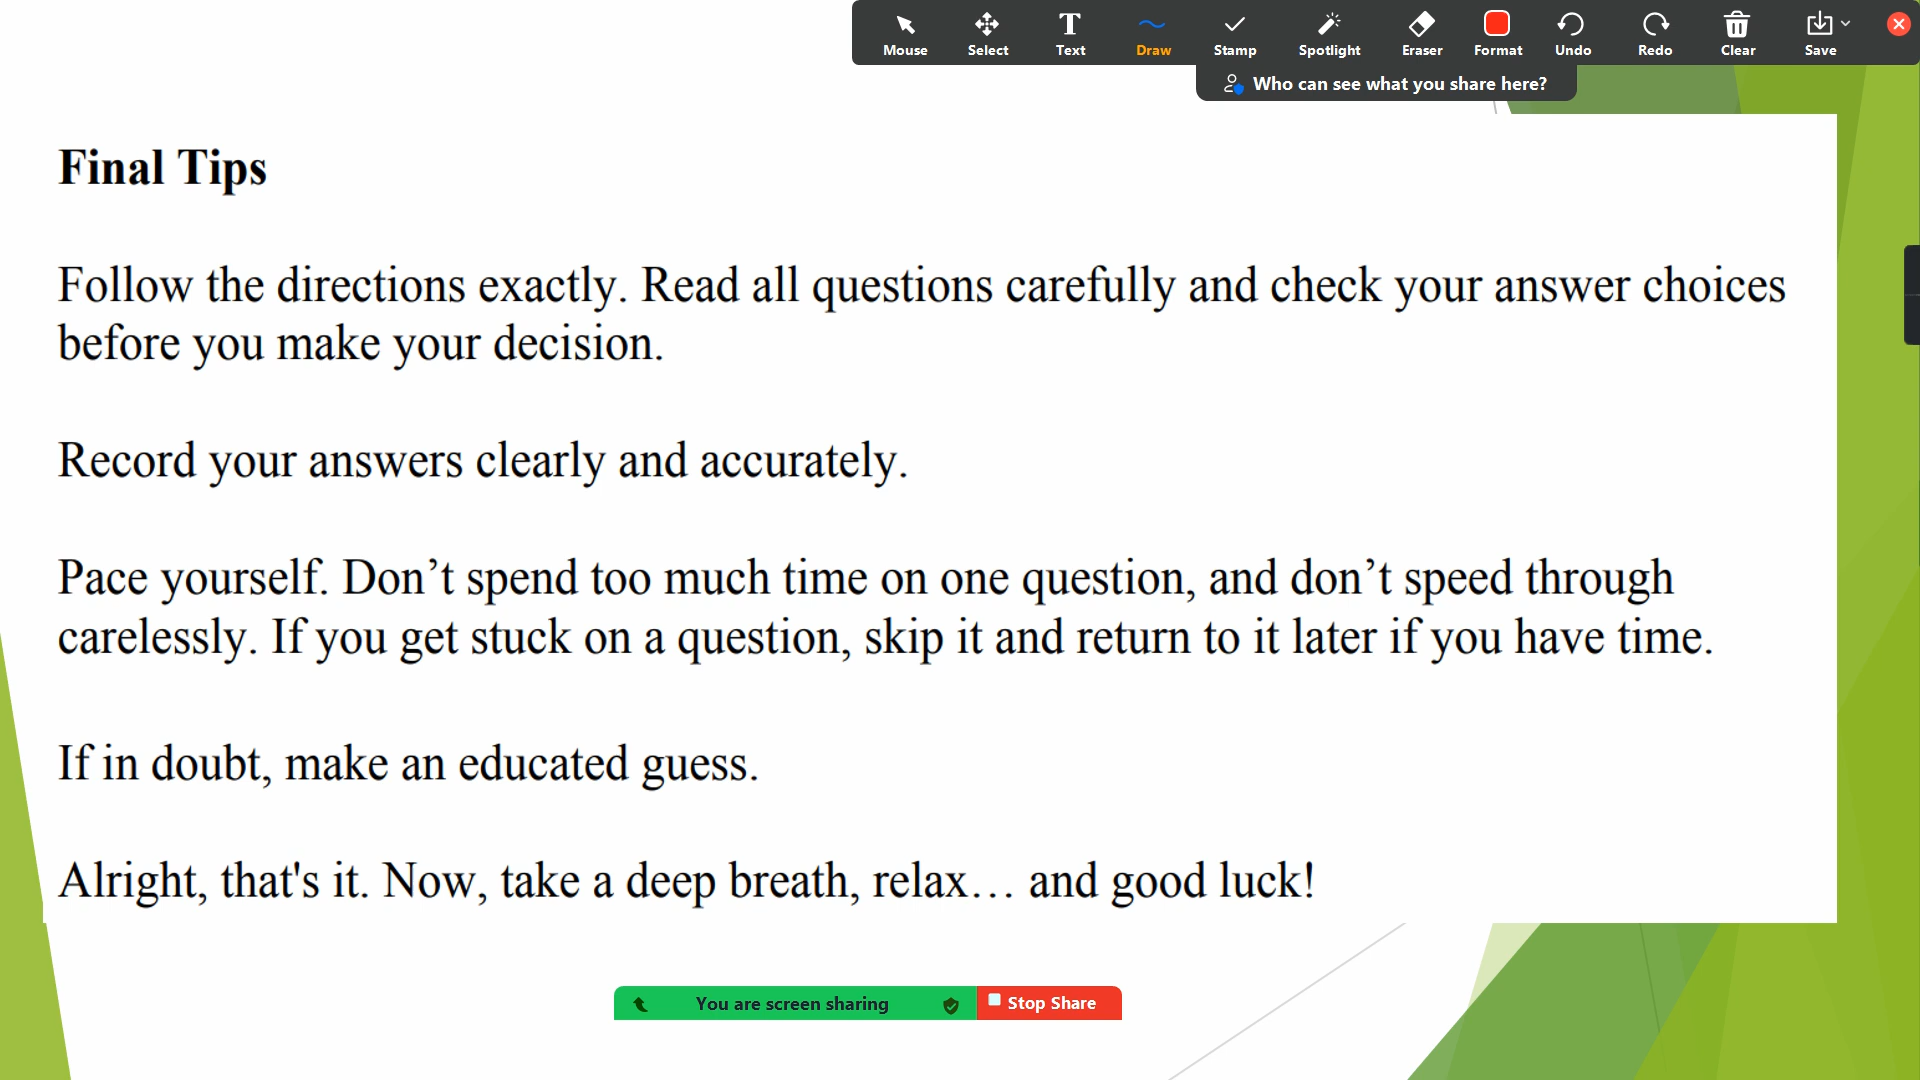 Mouse Select Text Draw Stamp Spotlight Eraser Format Undo Redo Clear Save
Who can see what you share here?
Final Tips
Follow the directions exactly. Read all questions carefully and check your answer choices
before you make your decision.
Record your answers clearly and accurately.
Pace yourself. Don’t spend too much time on one question, and don’t speed through
carelessly. If you get stuck on a question, skip it and return to it later if you have time.
If in doubt, make an educated guess.
Alright, that's it. Now, take a deep breath, relax… and good luck!
You are screen sharing Stop Share